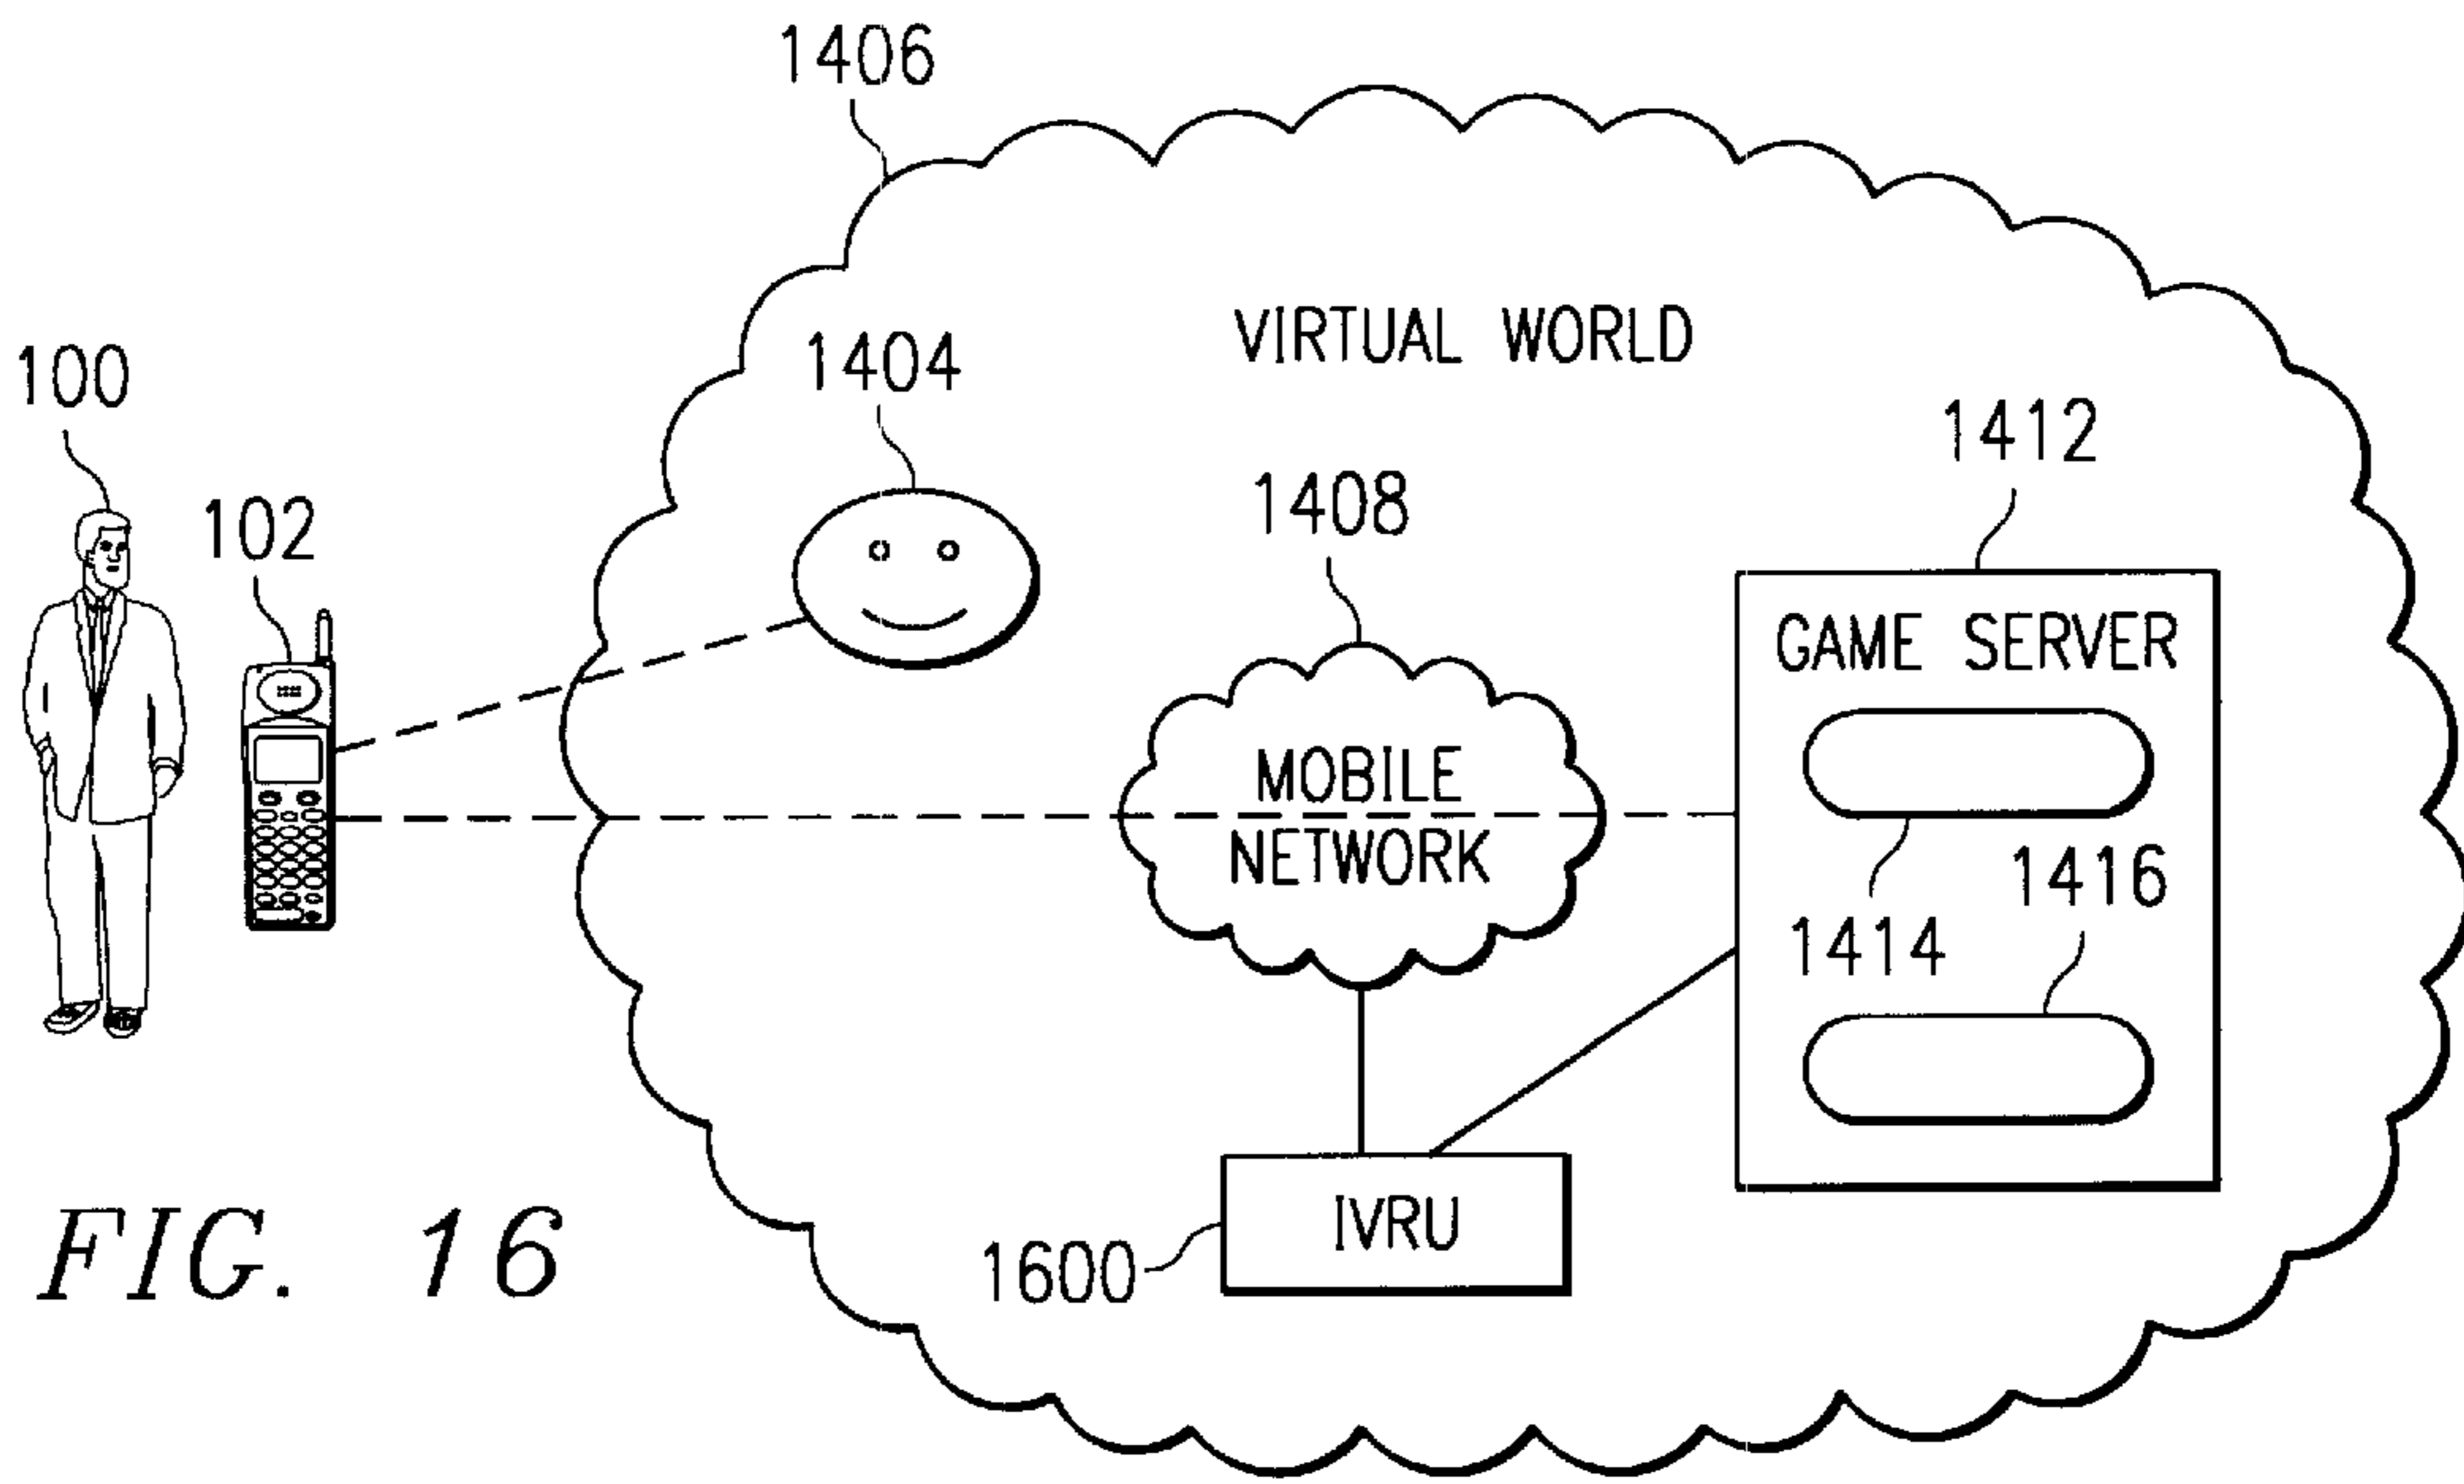 1406
VIRTUAL WORLD
1404
100
1412
1408
102
GAME SERVER
MOBILE
NETWORK
1416
1414
IVRU
1600
FIG. 16